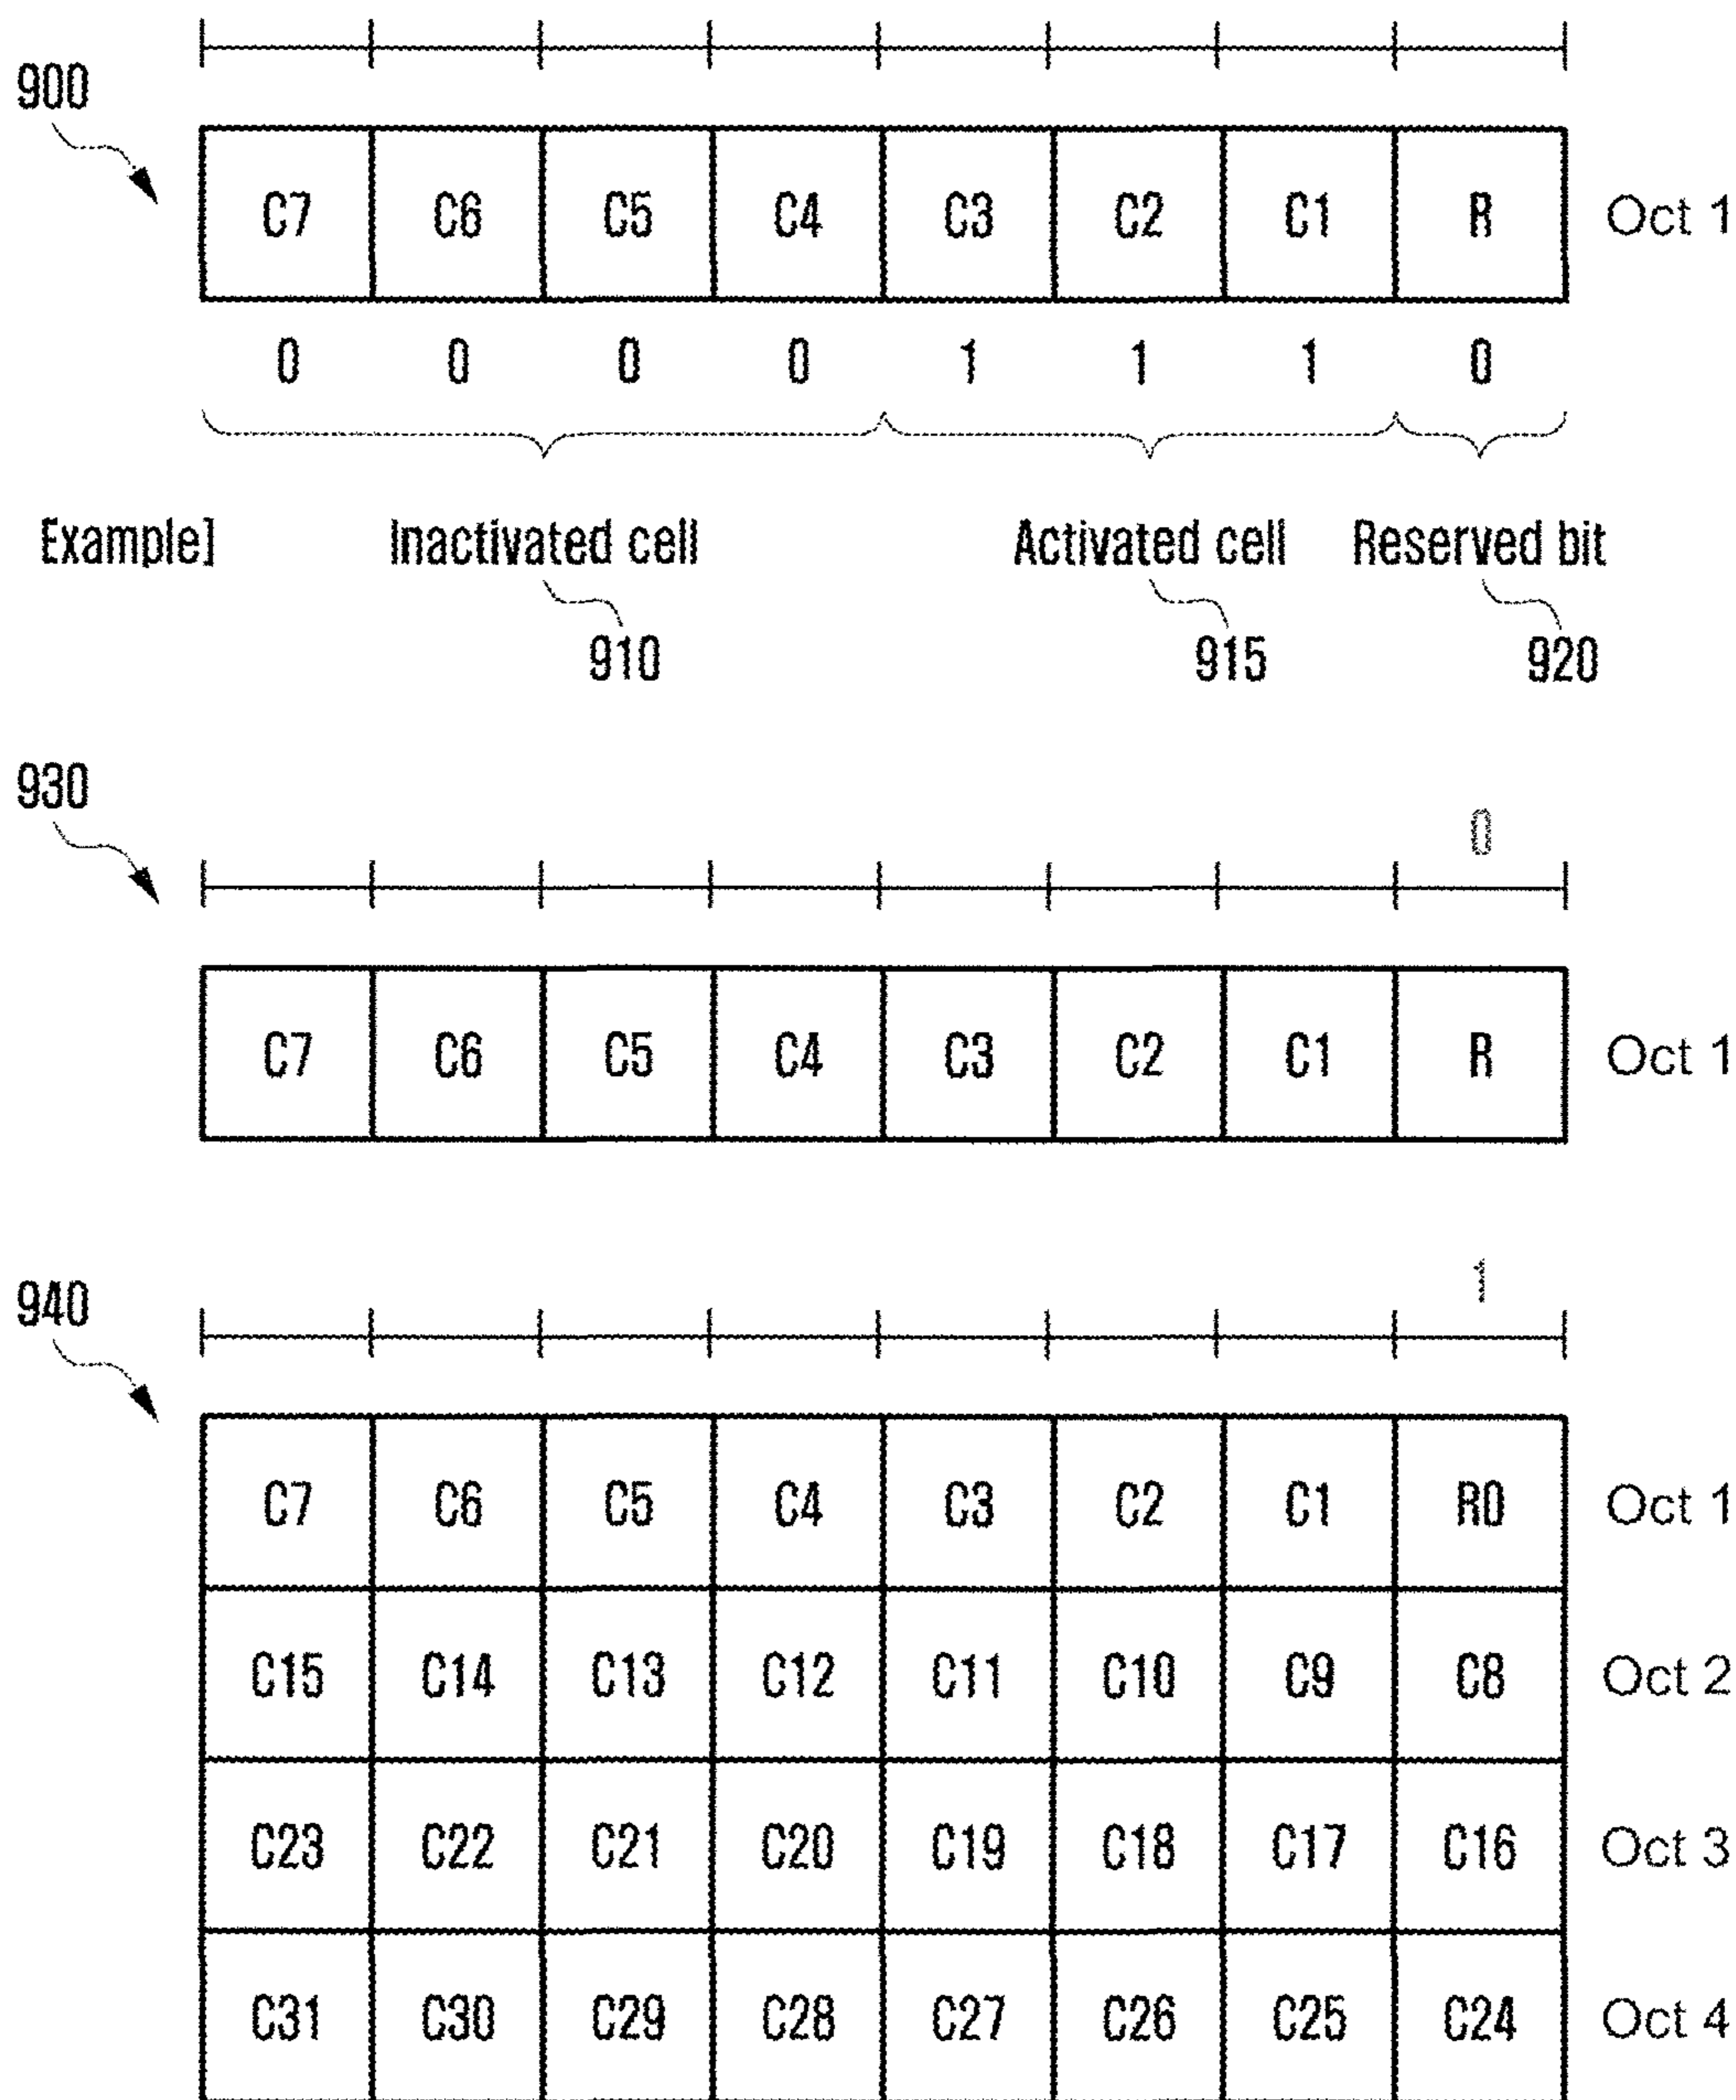 900
C7 C6 C5 C4 C3 C2 C1 R Oct 1
0 0 0 0 1 1 1 0
Example] Inactivated cell Activated cell Reserved bit
910 915 920
930
0
C7 C6 C5 C4 C3 C2 C1 R Oct 1
940
1
C7 C6 C5 C4 C3 C2 C1 R0 Oct 1
C15 C14 C13 C12 C11 C10 C9 C8 Oct 2
C23 C22 C21 C20 C19 C18 C17 C16 Oct 3
C31 C30 C29 C28 C27 C26 C25 C24 Oct 4